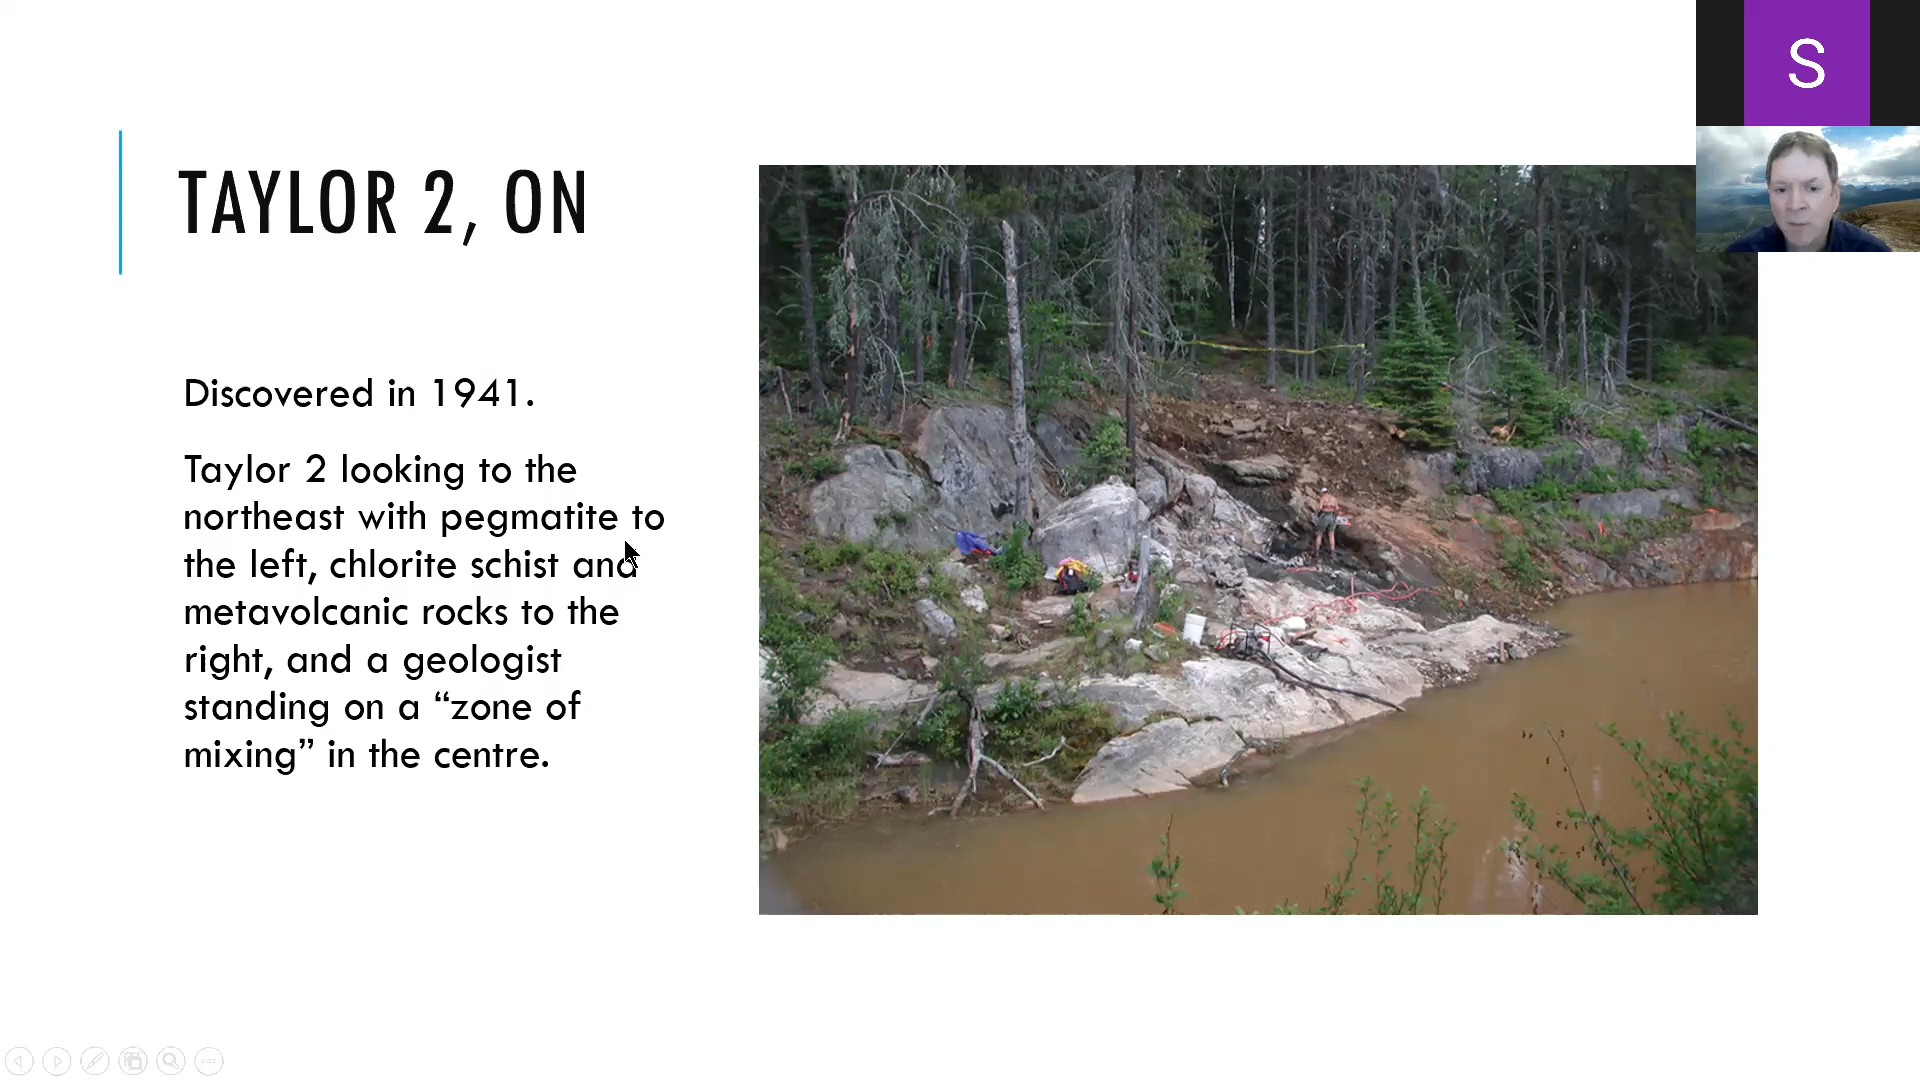 S
TAYLOR 2, ON
Discovered in 1941.
Taylor 2 looking to the
northeast with pegmatite to
the left, chlorite schist and
metavolcanic rocks to the
right, and a geologist
standing on a “zone of
mixing” in the centre.